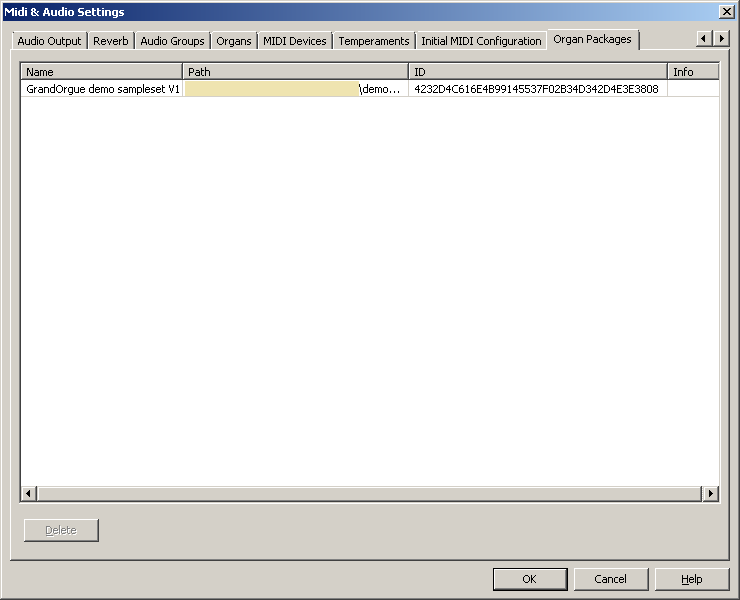 Midi & Audio Settings
Audio Output Reverb Audio Groups Organs MIDI Devices Temperaments Initial MIDI Configuration Organ Packages
Name Path ID Info
GrandOrgue demo sampleset V1 \demo... 4232D4C616E4B99145537F02B34D342D4E3E3808
Delete
OK Cancel Help